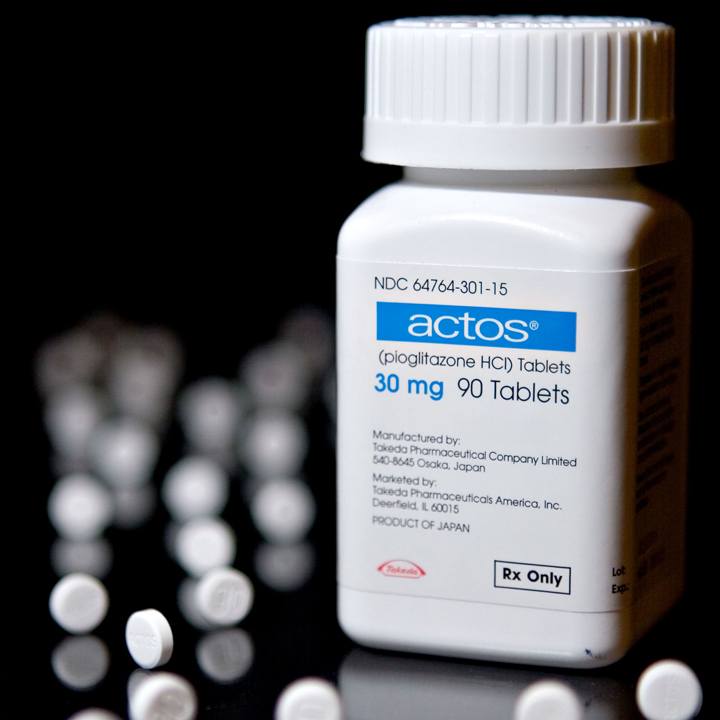 NDC 64764-301-15
actos®
(pioglitazone HCl) Tablets
30 mg 90 Tablets
Manufactured by:
Takeda Pharmaceutical Company Limited
540-8645 Osaka, Japan
Marketed by:
Takeda Pharmaceuticals America, Inc.
Deerfield, IL 60015
PRODUCT OF JAPAN
Takeda
Rx Only
Lot
Exp.